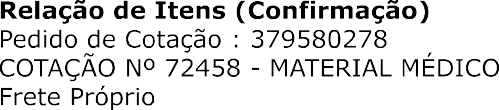 Relação de Itens (Confirmação)
Pedido de Cotação : 379580278
COTAÇÃO Nº 72458 - MATERIAL MÉDICO
Frete Próprio